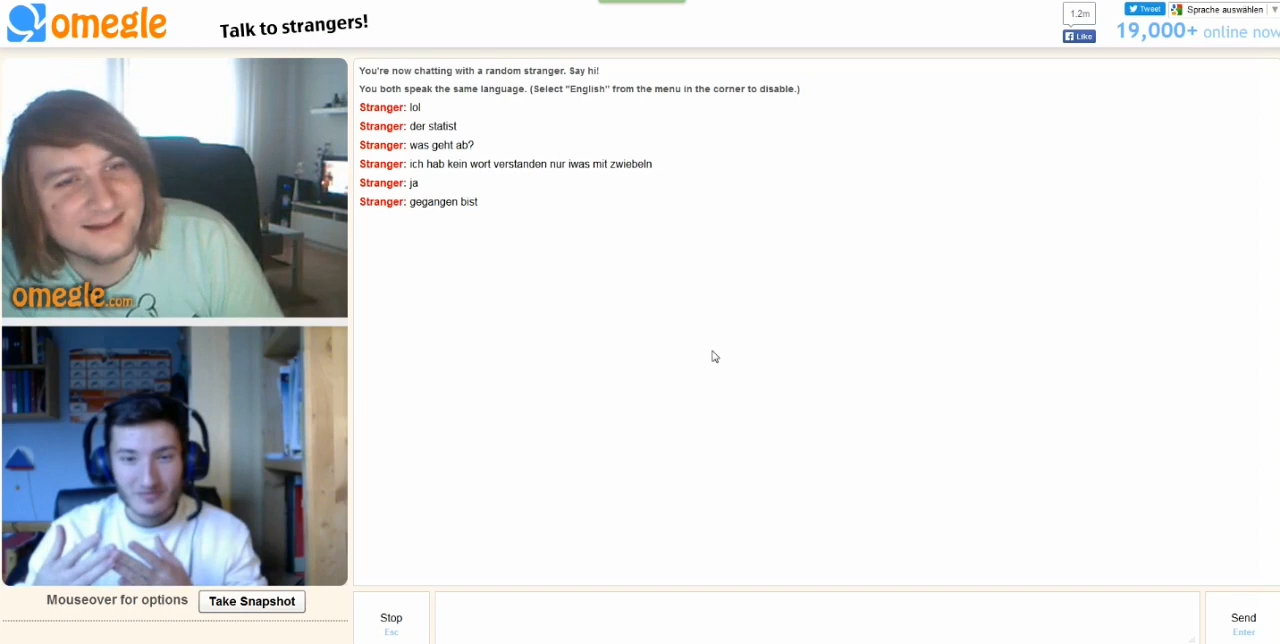 omegle
Talk to strangers!
1.2m
Like
Tweet
Sprache auswählen
19,000+ online now
You're now chatting with a random stranger. Say hi!
You both speak the same language. (Select "English" from the menu in the corner to disable.)
Stranger: lol
Stranger: der statist
Stranger: was geht ab?
Stranger: ich hab kein wort verstanden nur iwas mit zwiebeln
Stranger: ja
Stranger: gegangen bist
omegle.com
Mouseover for options
Take Snapshot
Stop
Esc
Send
Enter